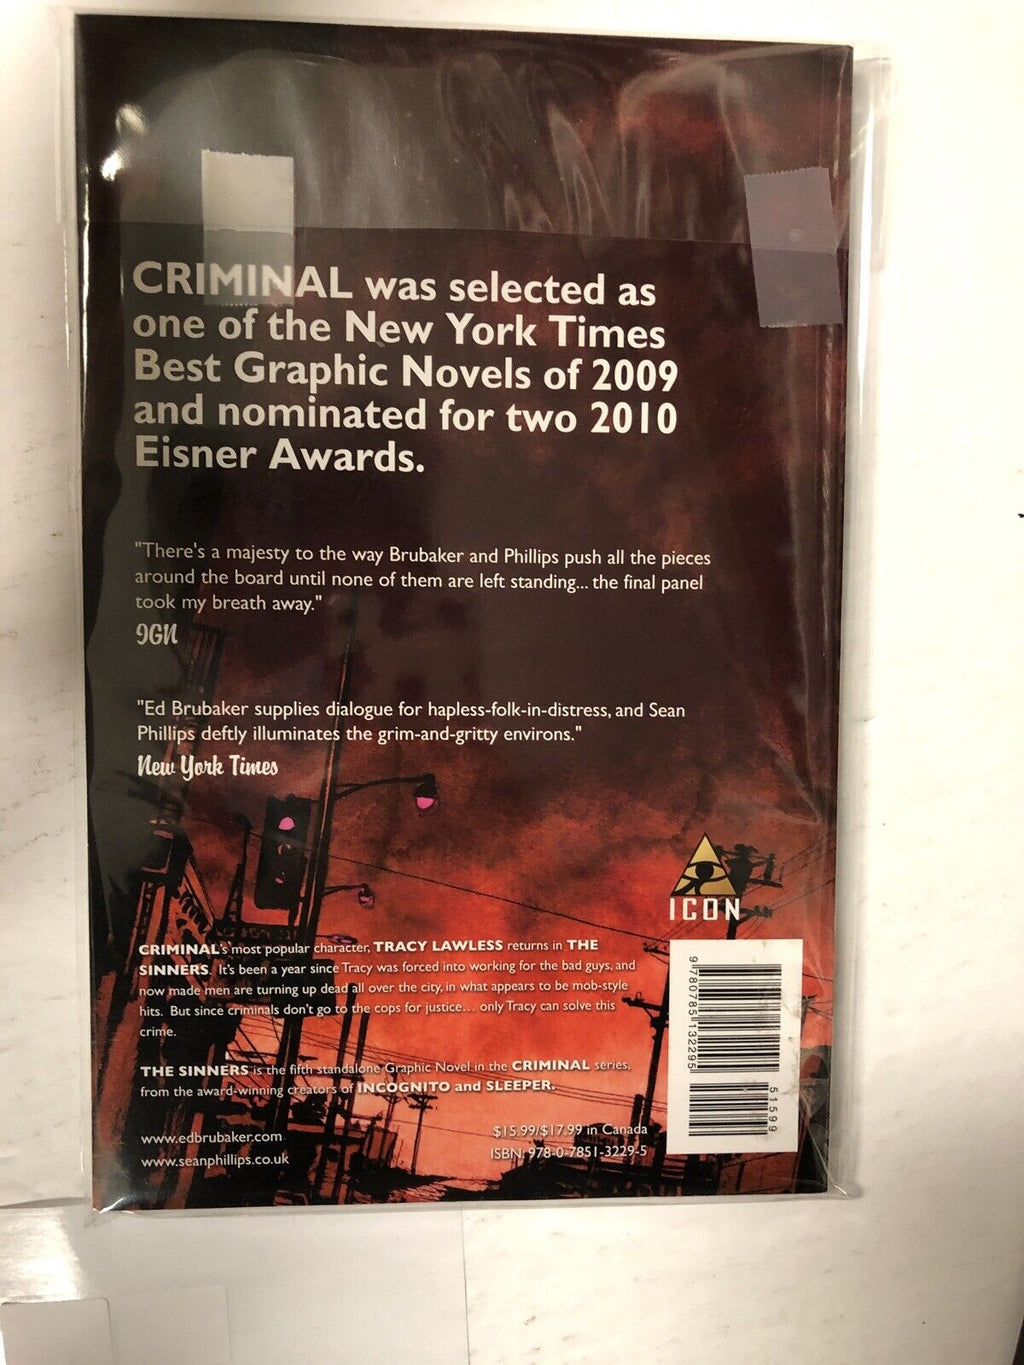 CRIMINAL was selected as
one of the New York Times
Best Graphic Novels of 2009
and nominated for two 2010
Eisner Awards.
"There's a majesty to the way Brubaker and Phillips push all the pieces
around the board until none of them are left standing... the final panel
took my breath away."
IGN
"Ed Brubaker supplies dialogue for hapless-folk-in-distress, and Sean
Phillips deftly illuminates the grim-and-gritty environs."
New York Times
ICON
CRIMINAL's most popular character, TRACY LAWLESS returns in THE
SINNERS. It's been a year since Tracy was forced into working for the bad guys, and
now made men are turning up dead all over the city, in what appears to be mob-style
hits. But since criminals don't go to the cops for justice... only Tracy can solve this
crime.
THE SINNERS is the fifth standalone Graphic Novel in the CRIMINAL series,
from the award-winning creators of INCOGNITO and SLEEPER.
www.edbrubaker.com
www.seanphillips.co.uk
$15.99/$17.99 in Canada
ISBN: 978-0-7851-3229-5
9 780785 132295
51599